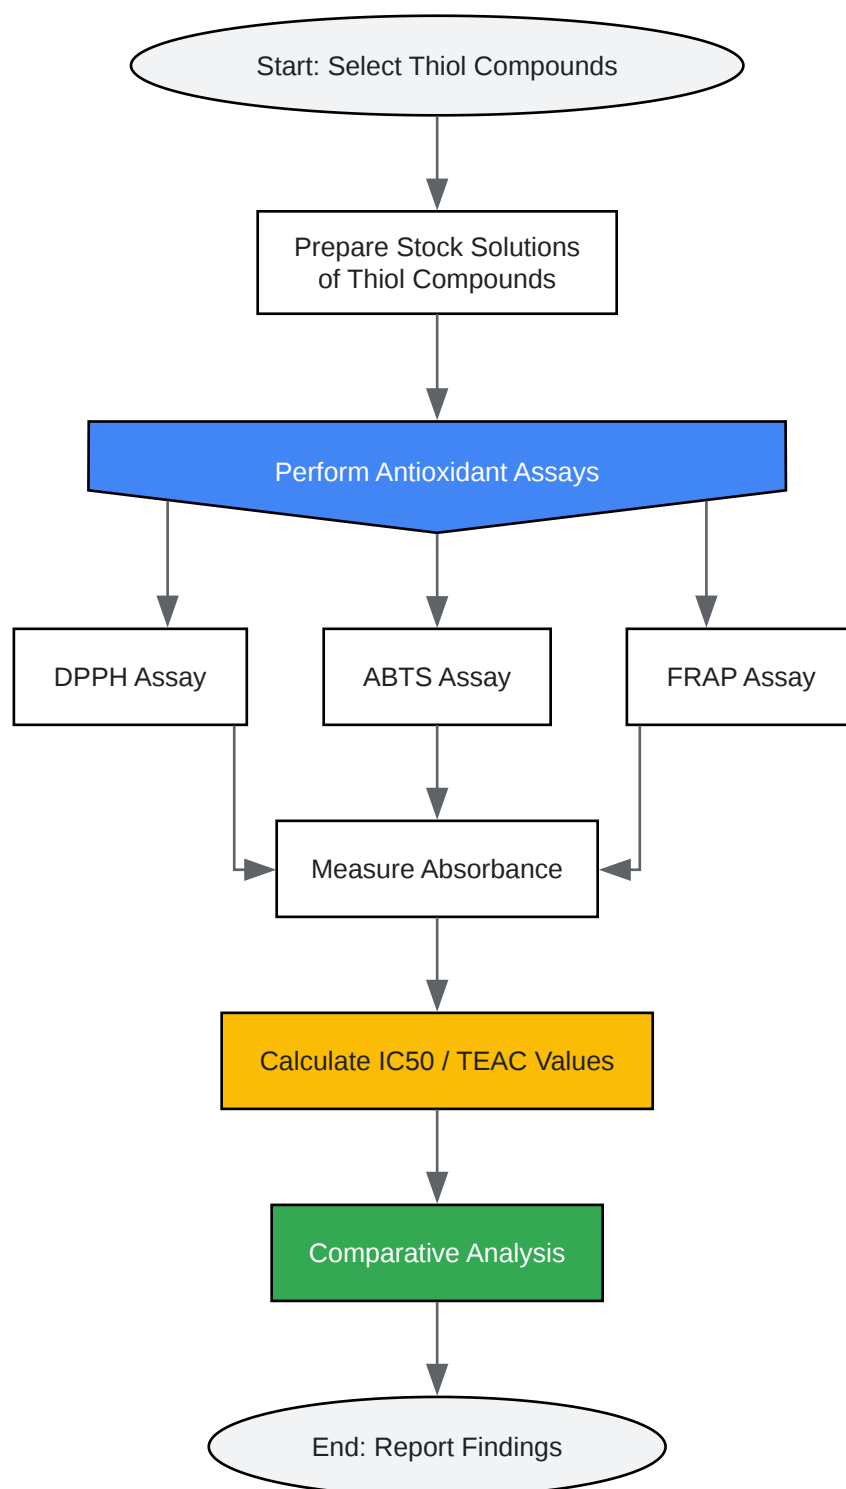 Start: Select Thiol Compounds
Prepare Stock Solutions
of Thiol Compounds
Perform Antioxidant Assays
DPPH Assay
ABTS Assay
FRAP Assay
Measure Absorbance
Calculate IC50 / TEAC Values
Comparative Analysis
End: Report Findings